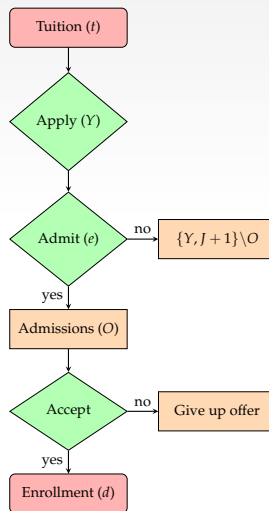 Tuition (t)
Apply (Y)
Admit (e)
no
{Y, J + 1}\O
yes
Admissions (O)
Accept
no
Give up offer
yes
Enrollment (d)